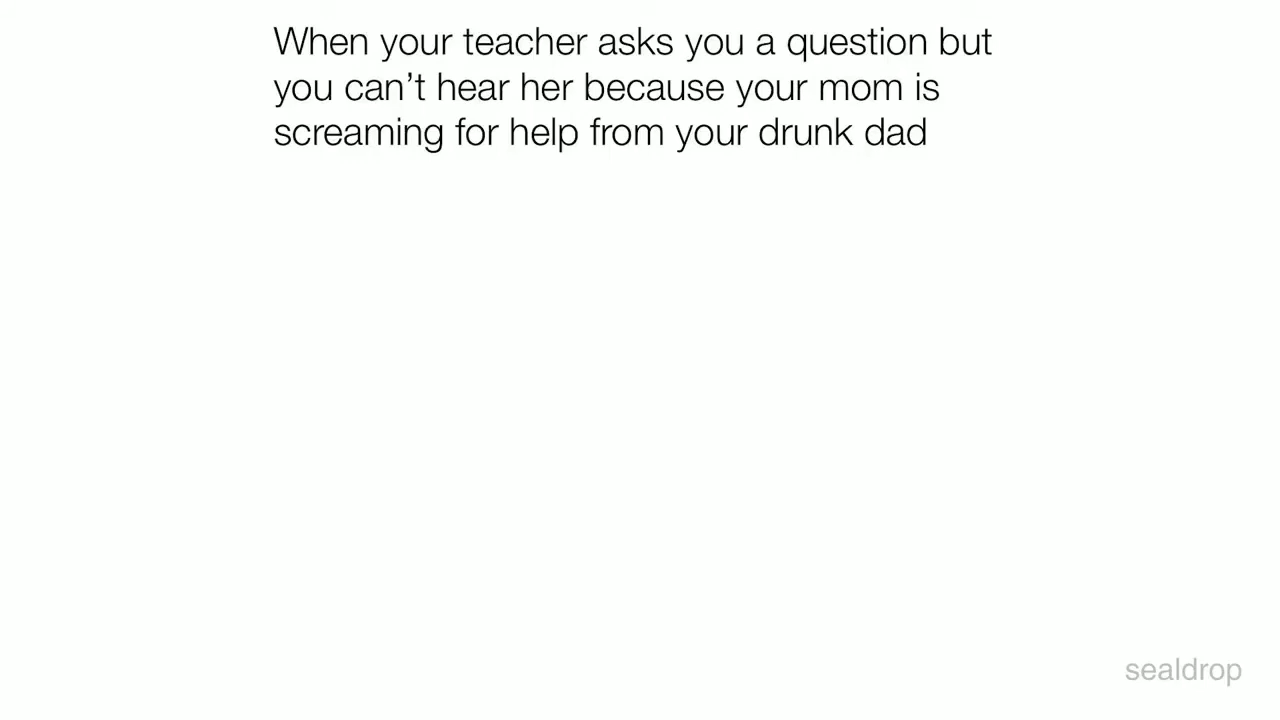 When your teacher asks you a question but
you can’t hear her because your mom is
screaming for help from your drunk dad
sealdrop